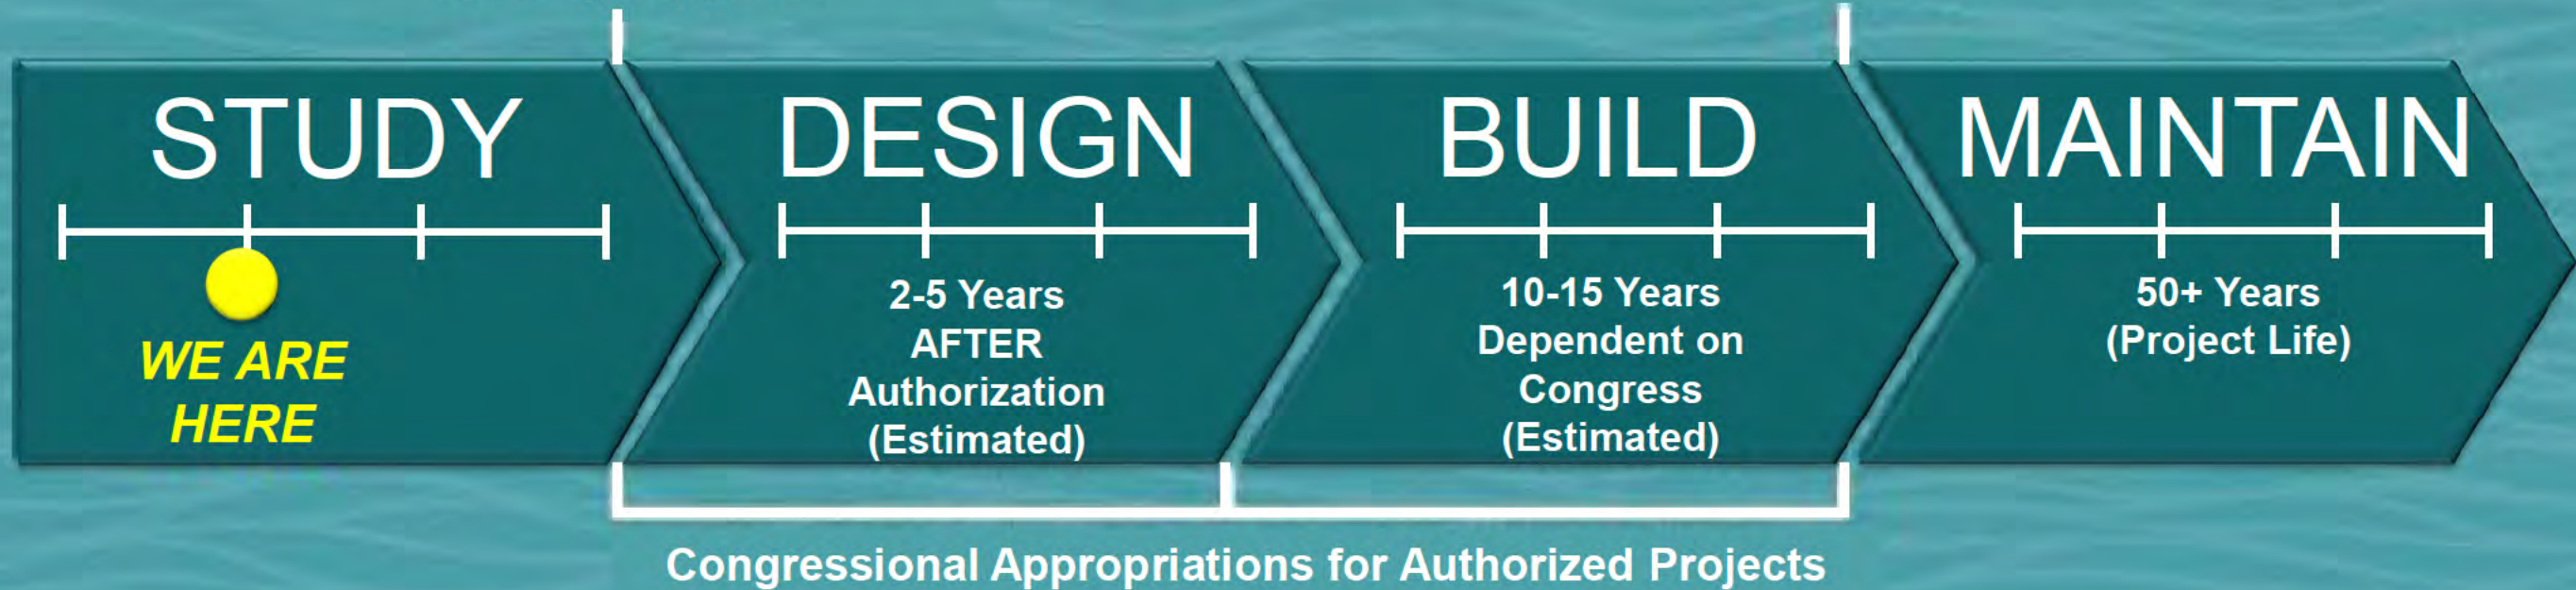 STUDY
WE ARE
HERE
DESIGN
2-5 Years
AFTER
Authorization
(Estimated)
BUILD
10-15 Years
Dependent on
Congress
(Estimated)
MAINTAIN
50+ Years
(Project Life)
Congressional Appropriations for Authorized Projects